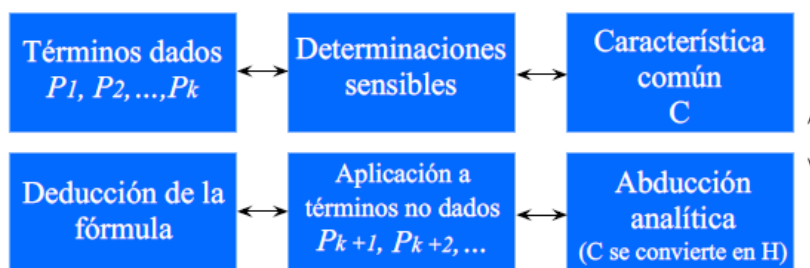 Términos dados
P1, P2,...,Pk
Determinaciones
sensibles
Característica
común
C
Deducción de la
fórmula
Aplicación a
términos no dados
Pk+1, Pk+2,...
Abducción
analítica
(C se convierte en H)